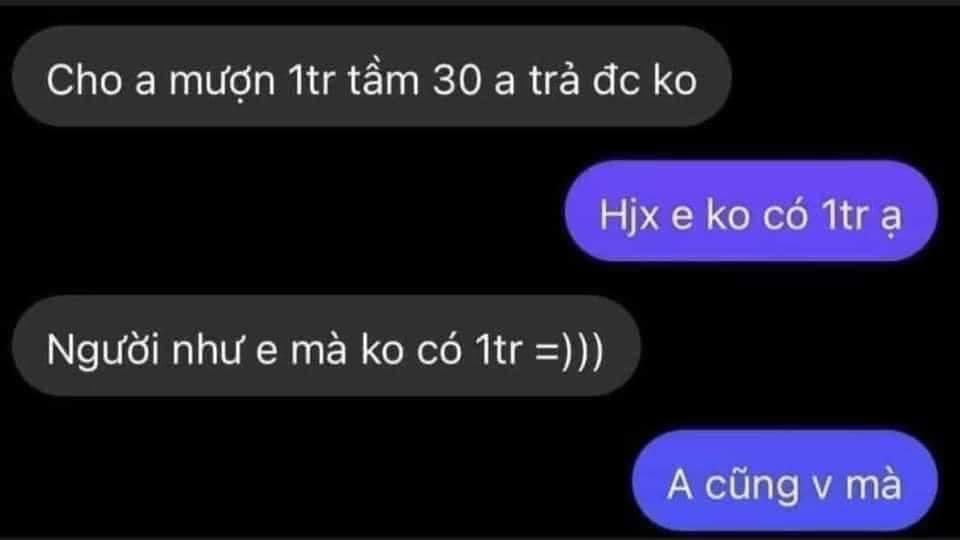 Cho a mượn 1tr tầm 30 a trả đc ko
Hjx e ko có 1tr ạ
Người như e mà ko có 1tr =)))
A cũng v mà